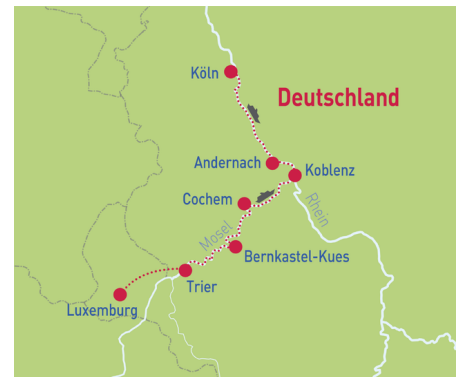 Köln
Deutschland
Andernach
Koblenz
Cochem
Rhein
Mosel
Bernkastel-Kues
Trier
Luxemburg